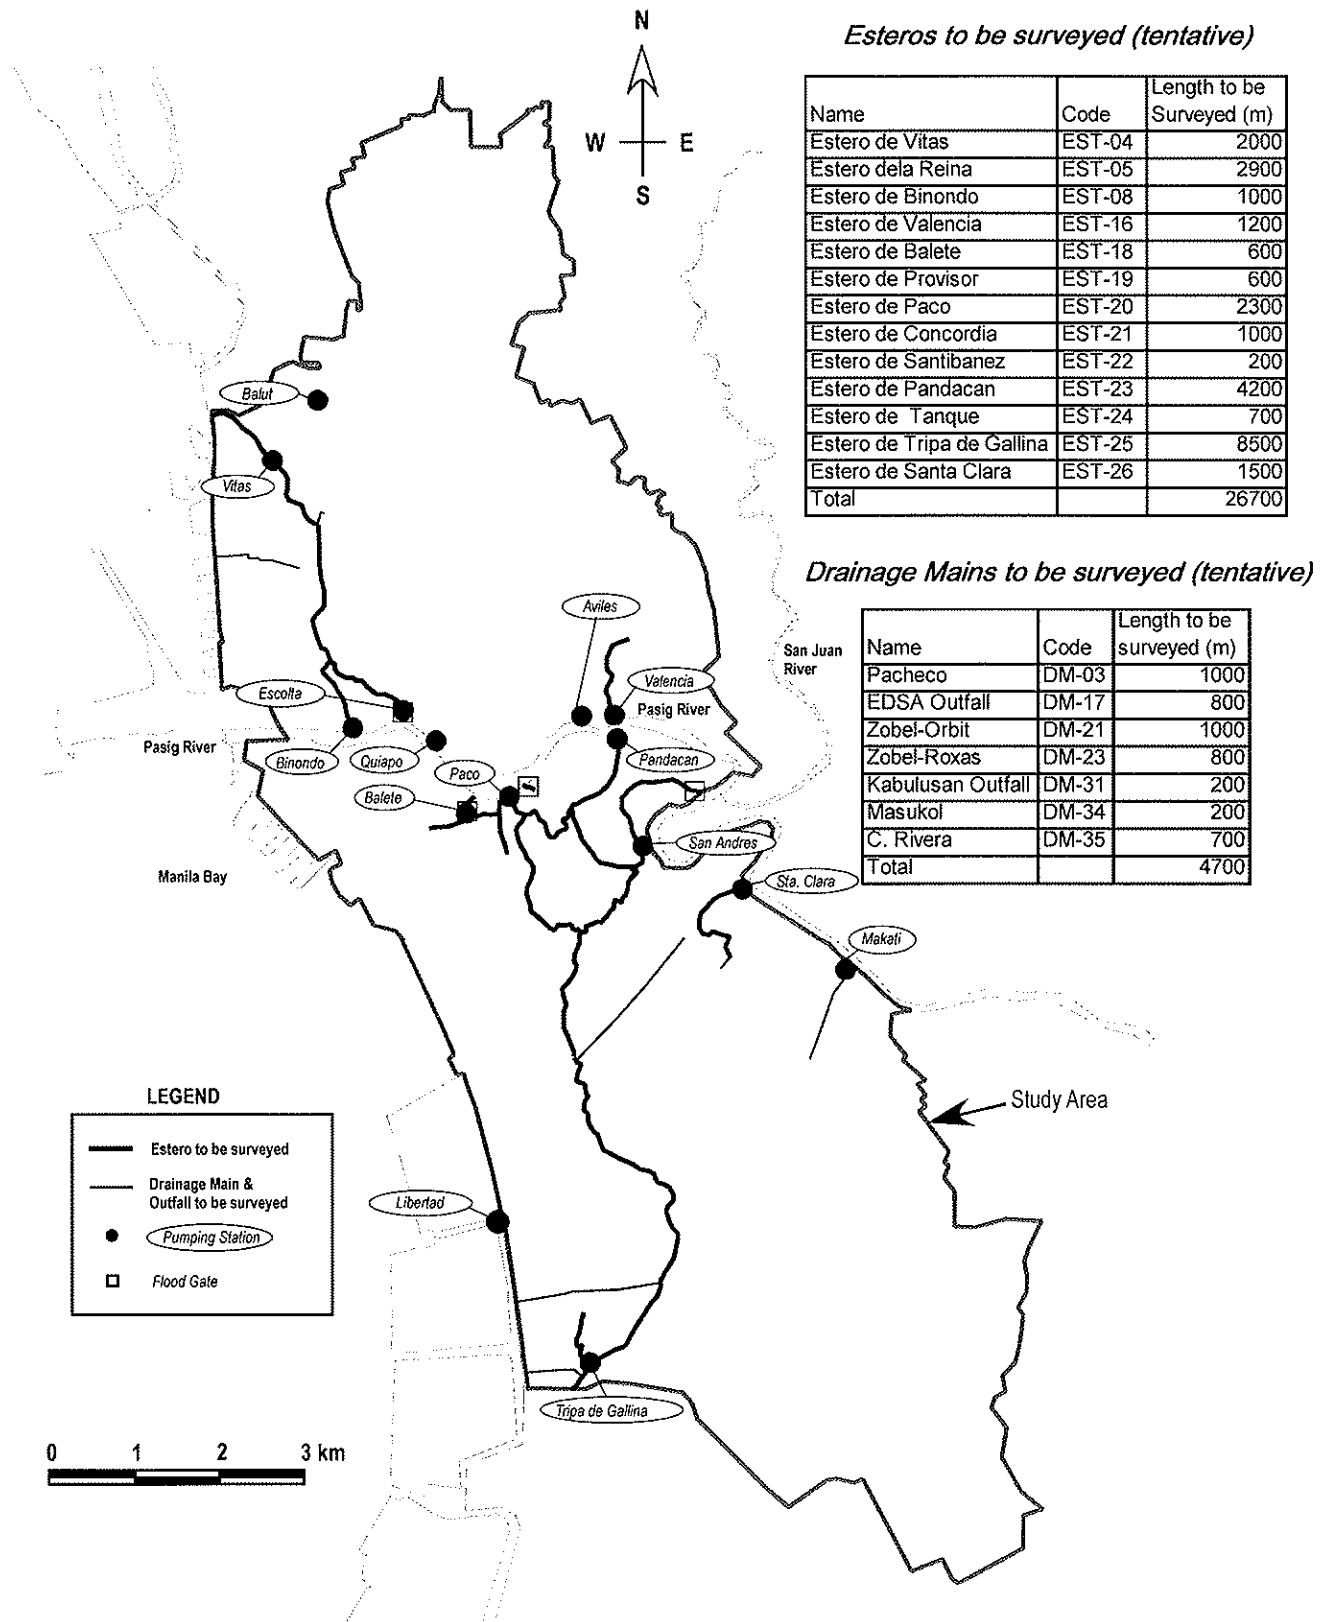 N
W E
S
Esteros to be surveyed (tentative)
Length to be
Name Code Surveyed (m)
Estero de Vitas EST-04 2000
Estero dela Reina EST-05 2900
Estero de Binondo EST-08 1000
Estero de Valencia EST-16 1200
Estero de Balete EST-18 600
Estero de Provisor EST-19 600
Estero de Paco EST-20 2300
Estero de Concordia EST-21 1000
Estero de Santibanez EST-22 200
Estero de Pandacan EST-23 4200
Estero de Tanque EST-24 700
Estero de Tripa de Gallina EST-25 8500
Estero de Santa Clara EST-26 1500
Total 26700
Drainage Mains to be surveyed (tentative)
Length to be
Name Code surveyed (m)
Pacheco DM-03 1000
EDSA Outfall DM-17 800
Zobel-Orbit DM-21 1000
Zobel-Roxas DM-23 800
Kabulusan Outfall DM-31 200
Masukol DM-34 200
C. Rivera DM-35 700
Total 4700
Balut
Vitas
Aviles
San Juan
River
Valencia
Escolta
Pasig River
Pasig River
Binondo
Quiapo
Pandacan
Paco
Balete
San Andres
Manila Bay
Sta. Clara
Makati
Study Area
Libertad
Tripa de Gallina
LEGEND
Estero to be surveyed
Drainage Main &
Outfall to be surveyed
Pumping Station
Flood Gate
0 1 2 3 km